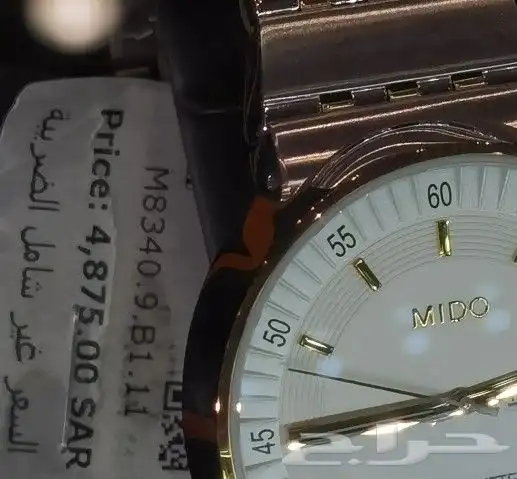 M8340.9.B1.11
Price: 4,875.00 SAR
السعر غير شامل الضريبة
60
55
50
45
MIDO
حراج